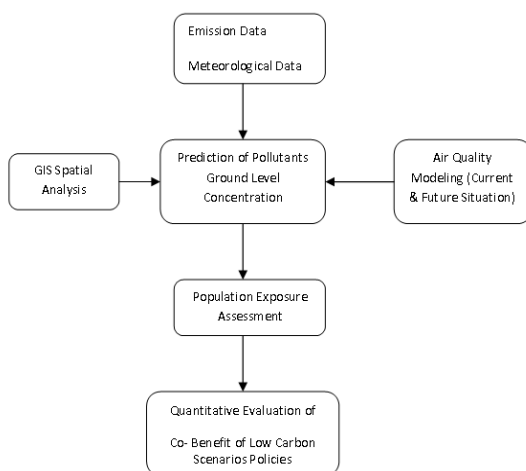 Emission Data
Meteorological Data
Prediction of Pollutants
Ground Level
Concentration
GIS Spatial
Analysis
Air Quality
Modeling (Current
& Future Situation)
Population Exposure
Assessment
Quantitative Evaluation of
Co- Benefit of Low Carbon
Scenarios Policies